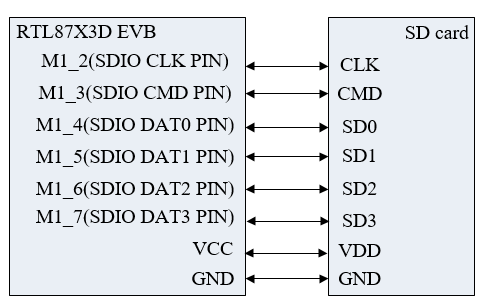 RTL87X3D EVB
SD card
M1_2(SDIO CLK PIN)
CLK
M1_3(SDIO CMD PIN)
CMD
M1_4(SDIO DAT0 PIN)
SD0
M1_5(SDIO DAT1 PIN)
SD1
M1_6(SDIO DAT2 PIN)
SD2
M1_7(SDIO DAT3 PIN)
SD3
VCC
VDD
GND
GND